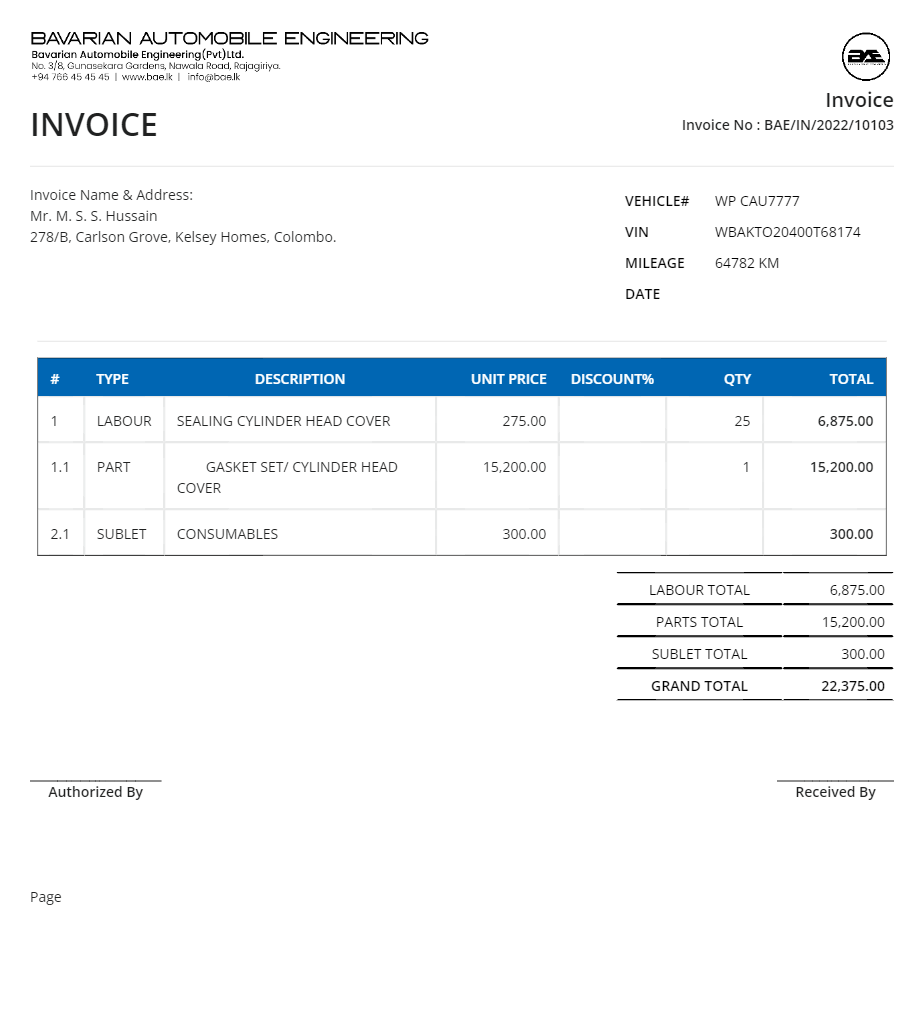 BAVARIAN AUTOMOBILE ENGINEERING
Bavarian Automobile Engineering(Pvt)Ltd.
No. 3/8, Gunasekara Gardens, Nawala Road, Rajagiriya.
+94 766 45 45 45 | www.bae.lk | info@bae.lk
BAE
Invoice
INVOICE
Invoice No : BAE/IN/2022/10103
Invoice Name & Address:
Mr. M. S. S. Hussain
278/B, Carlson Grove, Kelsey Homes, Colombo.
VEHICLE# WP CAU7777
VIN WBAKTO20400T68174
MILEAGE 64782 KM
DATE
# TYPE DESCRIPTION UNIT PRICE DISCOUNT% QTY TOTAL
1 LABOUR SEALING CYLINDER HEAD COVER 275.00 25 6,875.00
1.1 PART GASKET SET/ CYLINDER HEAD 15,200.00 1 15,200.00
COVER
2.1 SUBLET CONSUMABLES 300.00 300.00
LABOUR TOTAL 6,875.00
PARTS TOTAL 15,200.00
SUBLET TOTAL 300.00
GRAND TOTAL 22,375.00
Authorized By Received By
Page